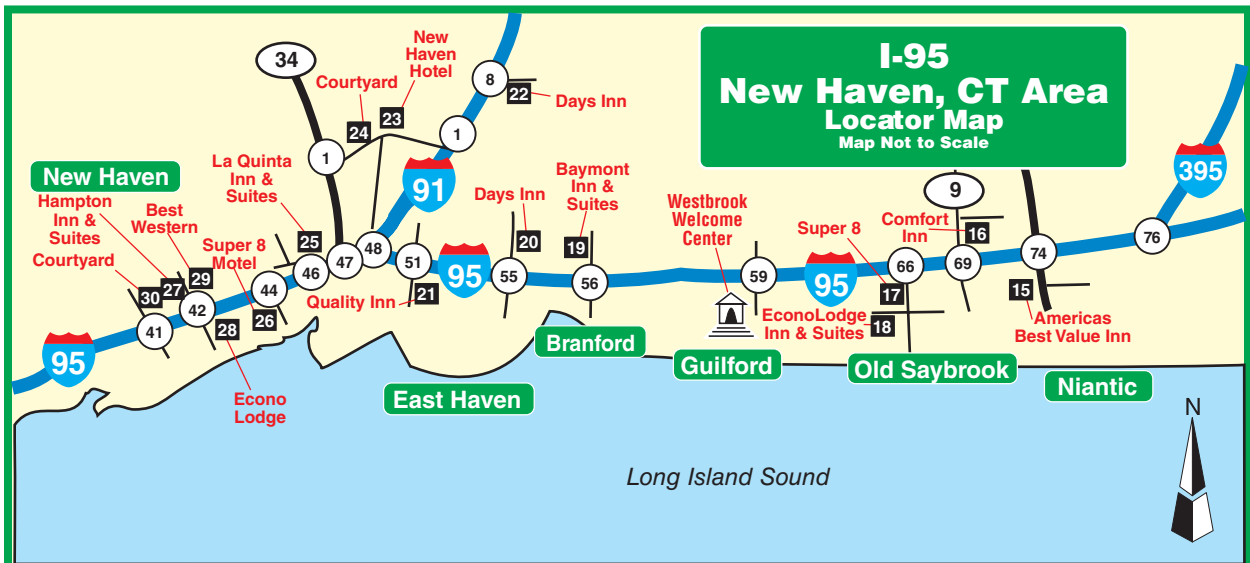 I-95
New Haven, CT Area
Locator Map
Map Not to Scale
34
New
Haven
Hotel
Courtyard
23
24
8
22
Days Inn
1
1
91
New Haven
Hampton
Inn &
Suites
Courtyard
Best
Western
La Quinta
Inn &
Suites
Super 8
Motel
30
27
29
25
41
42
44
46
47
48
51
28
26
Econo
Lodge
95
Quality Inn
21
95
Days Inn
20
55
Baymont
Inn &
Suites
19
56
Westbrook
Welcome
Center
59
95
Super 8
17
66
EconoLodge
Inn & Suites
18
9
Comfort
Inn
16
69
74
15
Americas
Best Value Inn
76
395
East Haven
Branford
Guilford
Old Saybrook
Niantic
Long Island Sound
N